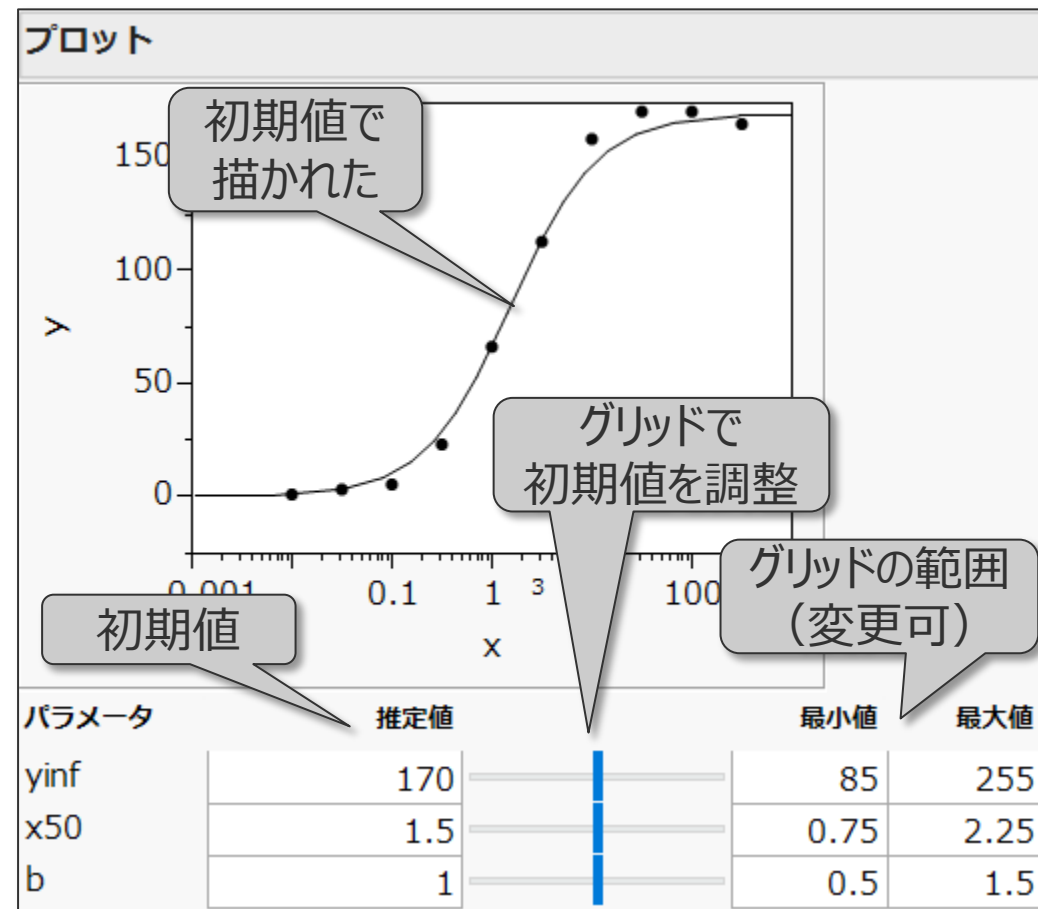 プロット
初期値で
描かれた
150
100
y
50
0
グリッドで
初期値を調整
0.001 0.1 1 3 100
グリッドの範囲
（変更可）
初期値
x
パラメータ 推定値 最小値 最大値
yinf 170 85 255
x50 1.5 0.75 2.25
b 1 0.5 1.5